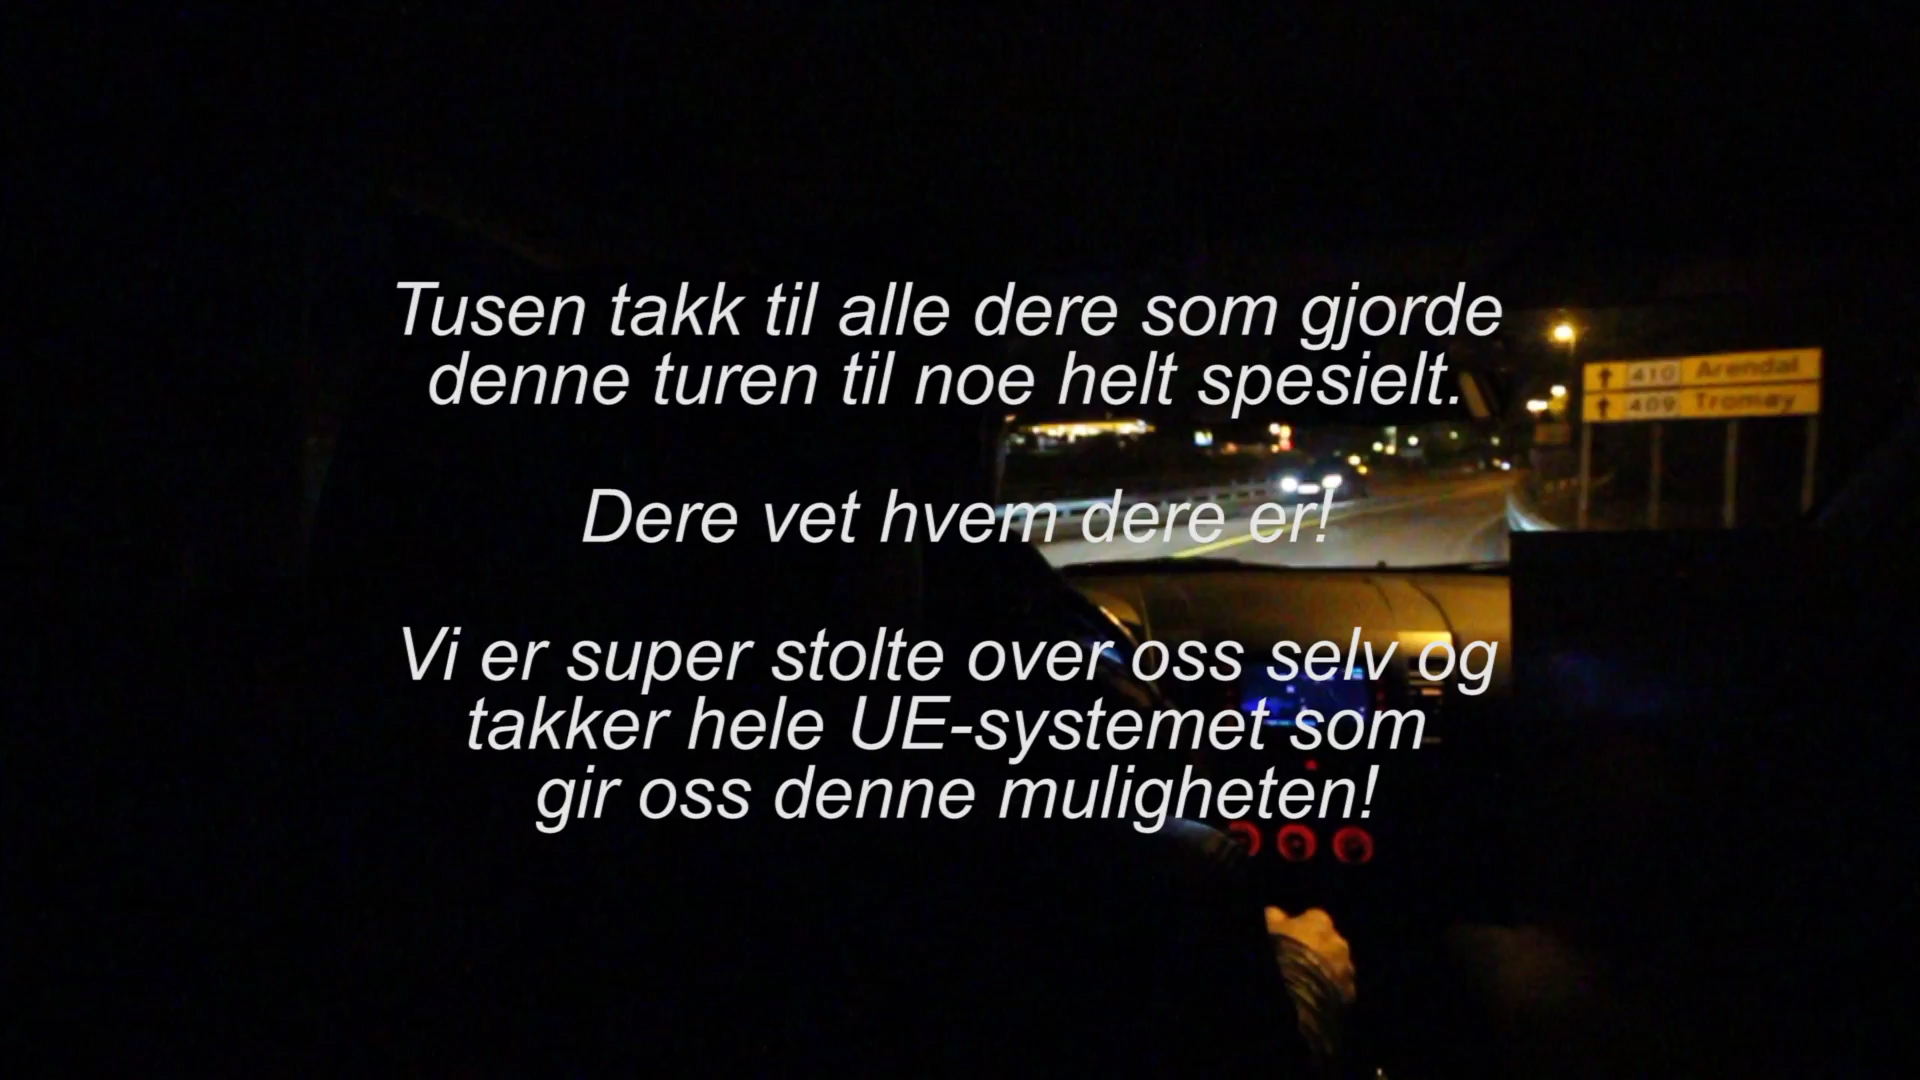 Tusen takk til alle dere som gjorde
denne turen til noe helt spesielt.
410 Arendal
409 Tromøy
Dere vet hvem dere er!
Vi er super stolte over oss selv og
takker hele UE-systemet som
gir oss denne muligheten!